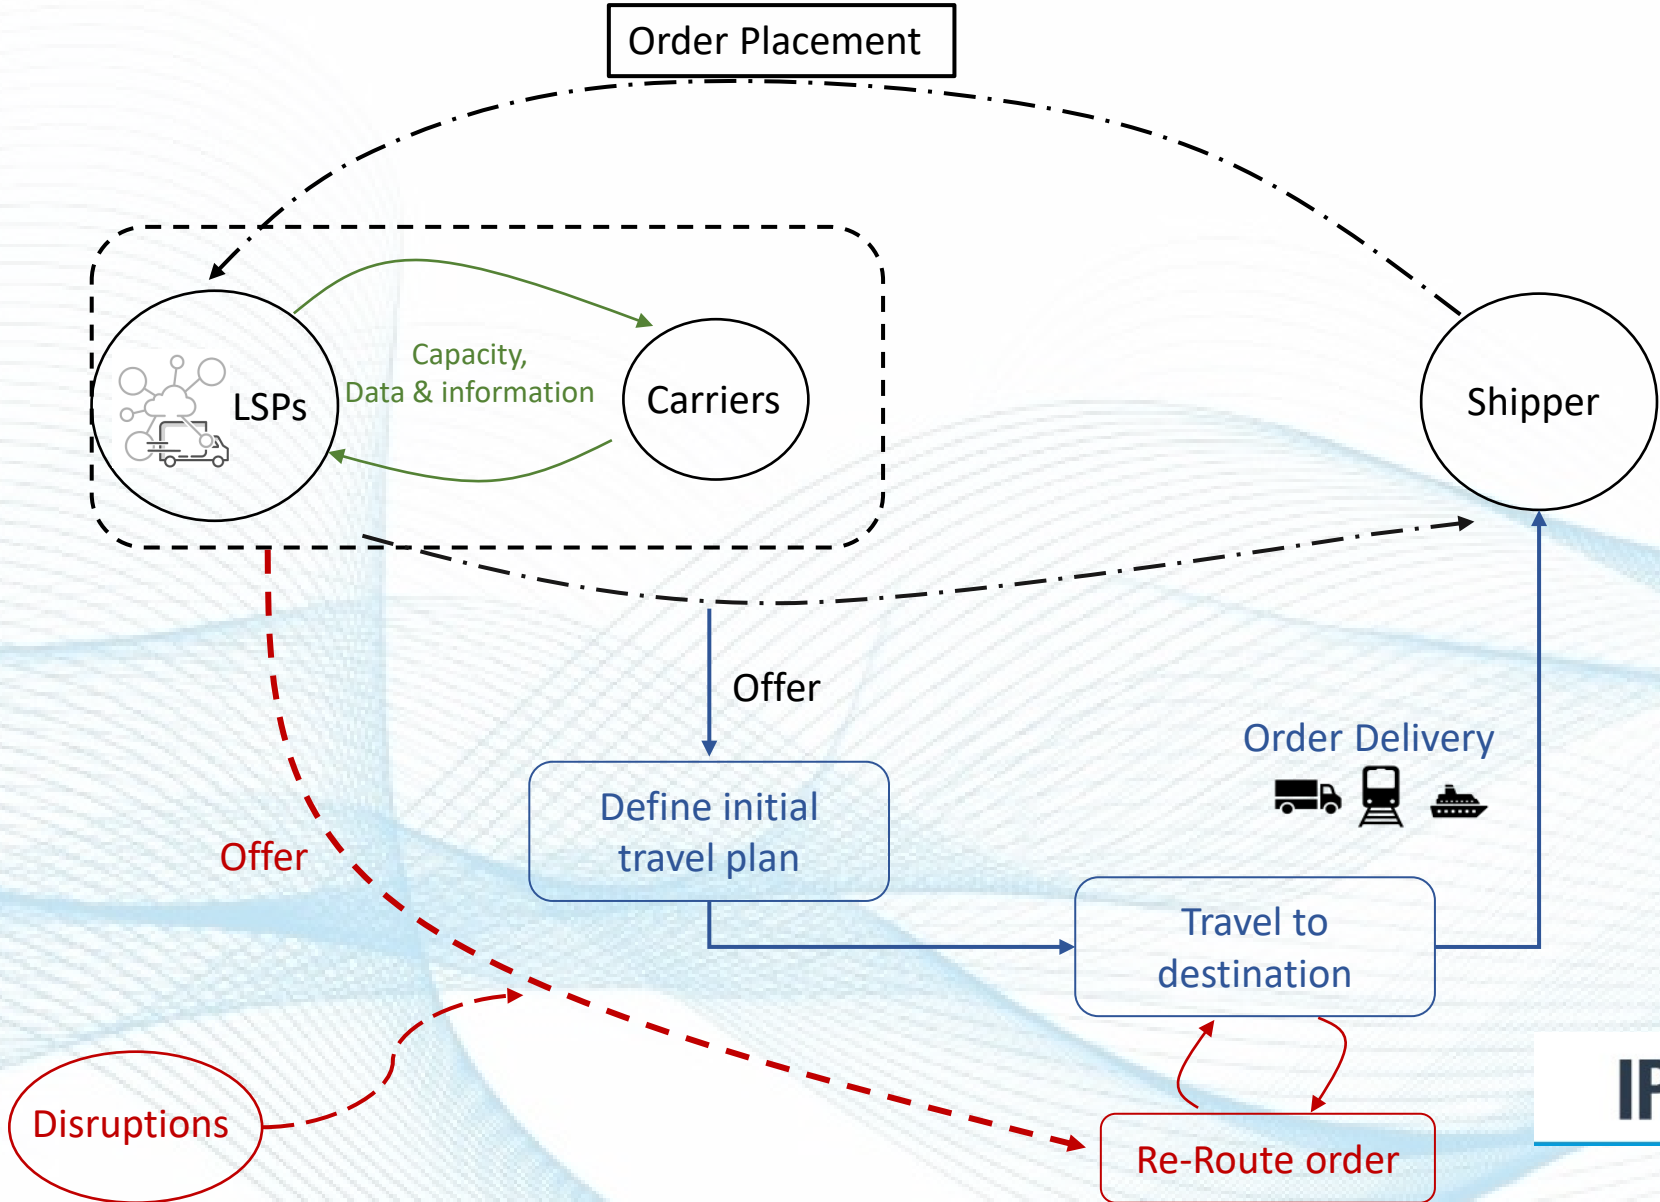 Order Placement
Capacity,
Data & information
LSPs
Carriers
Shipper
Offer
Order Delivery
Define initial
travel plan
Offer
Travel to
destination
Disruptions
Re-Route order